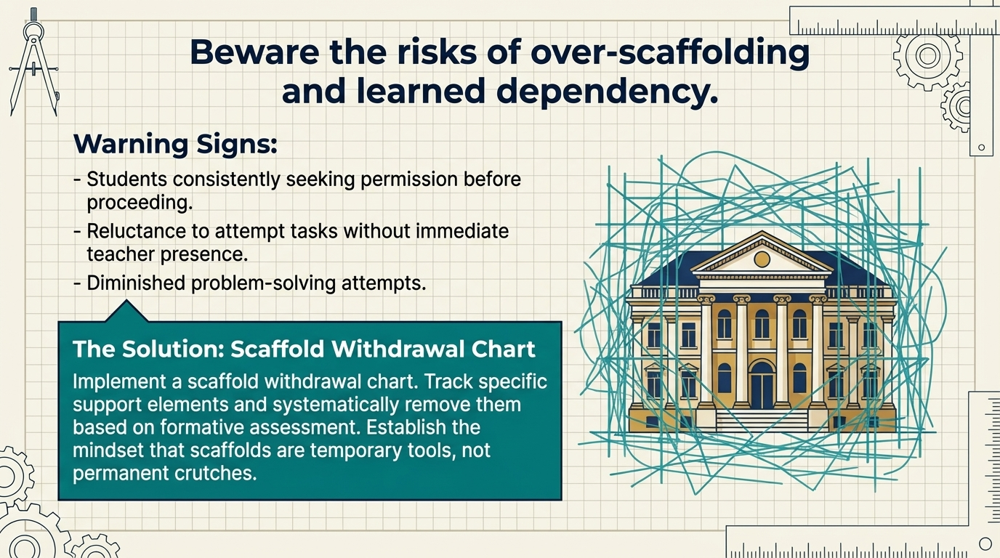 Beware the risks of over-scaffolding
and learned dependency.
Warning Signs:
- Students consistently seeking permission before
proceeding.
- Reluctance to attempt tasks without immediate
teacher presence.
- Diminished problem-solving attempts.
The Solution: Scaffold Withdrawal Chart
Implement a scaffold withdrawal chart. Track specific
support elements and systematically remove them
based on formative assessment. Establish the
mindset that scaffolds are temporary tools, not
permanent crutches.